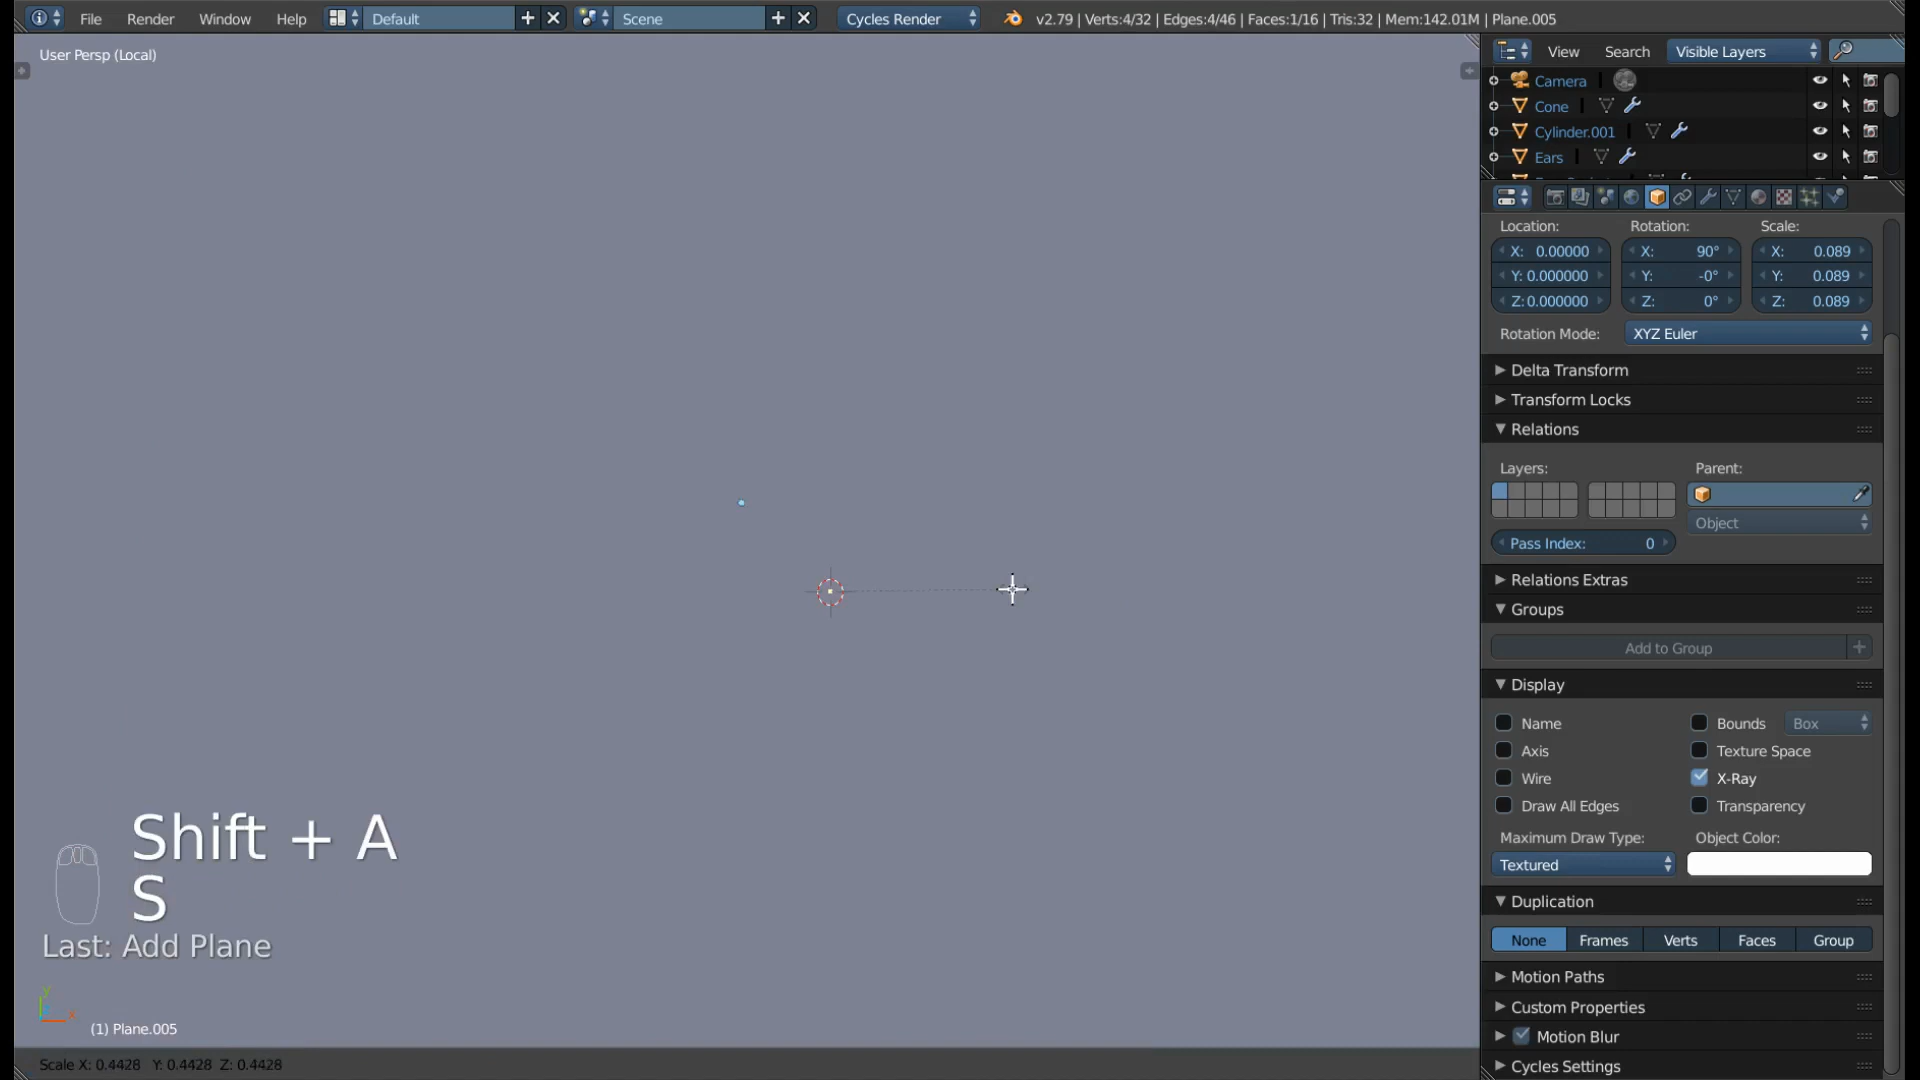 File Render Window Help Default Scene Cycles Render v2.79 | Verts:4/32 | Edges:4/46 | Faces:1/16 | Tris:32 | Mem:142.01M | Plane.005
User Persp (Local)
View Search Visible Layers
Camera
Cone
Cylinder.001
Ears
Location: Rotation: Scale:
X: 0.00000 X: 90° X: 0.089
Y: 0.000000 Y: -0° Y: 0.089
Z: 0.000000 Z: 0° Z: 0.089
Rotation Mode: XYZ Euler
Delta Transform
Transform Locks
Relations
Layers: Parent:
Object
Pass Index: 0
Relations Extras
Groups
Add to Group
Display
Name Bounds Box
Axis Texture Space
Wire X-Ray
Draw All Edges Transparency
Maximum Draw Type: Object Color:
Textured
Duplication
None Frames Verts Faces Group
Motion Paths
Custom Properties
Motion Blur
Cycles Settings
Shift + A
S
Last: Add Plane
y
x
(1) Plane.005
Scale X: 0.4428 Y: 0.4428 Z: 0.4428